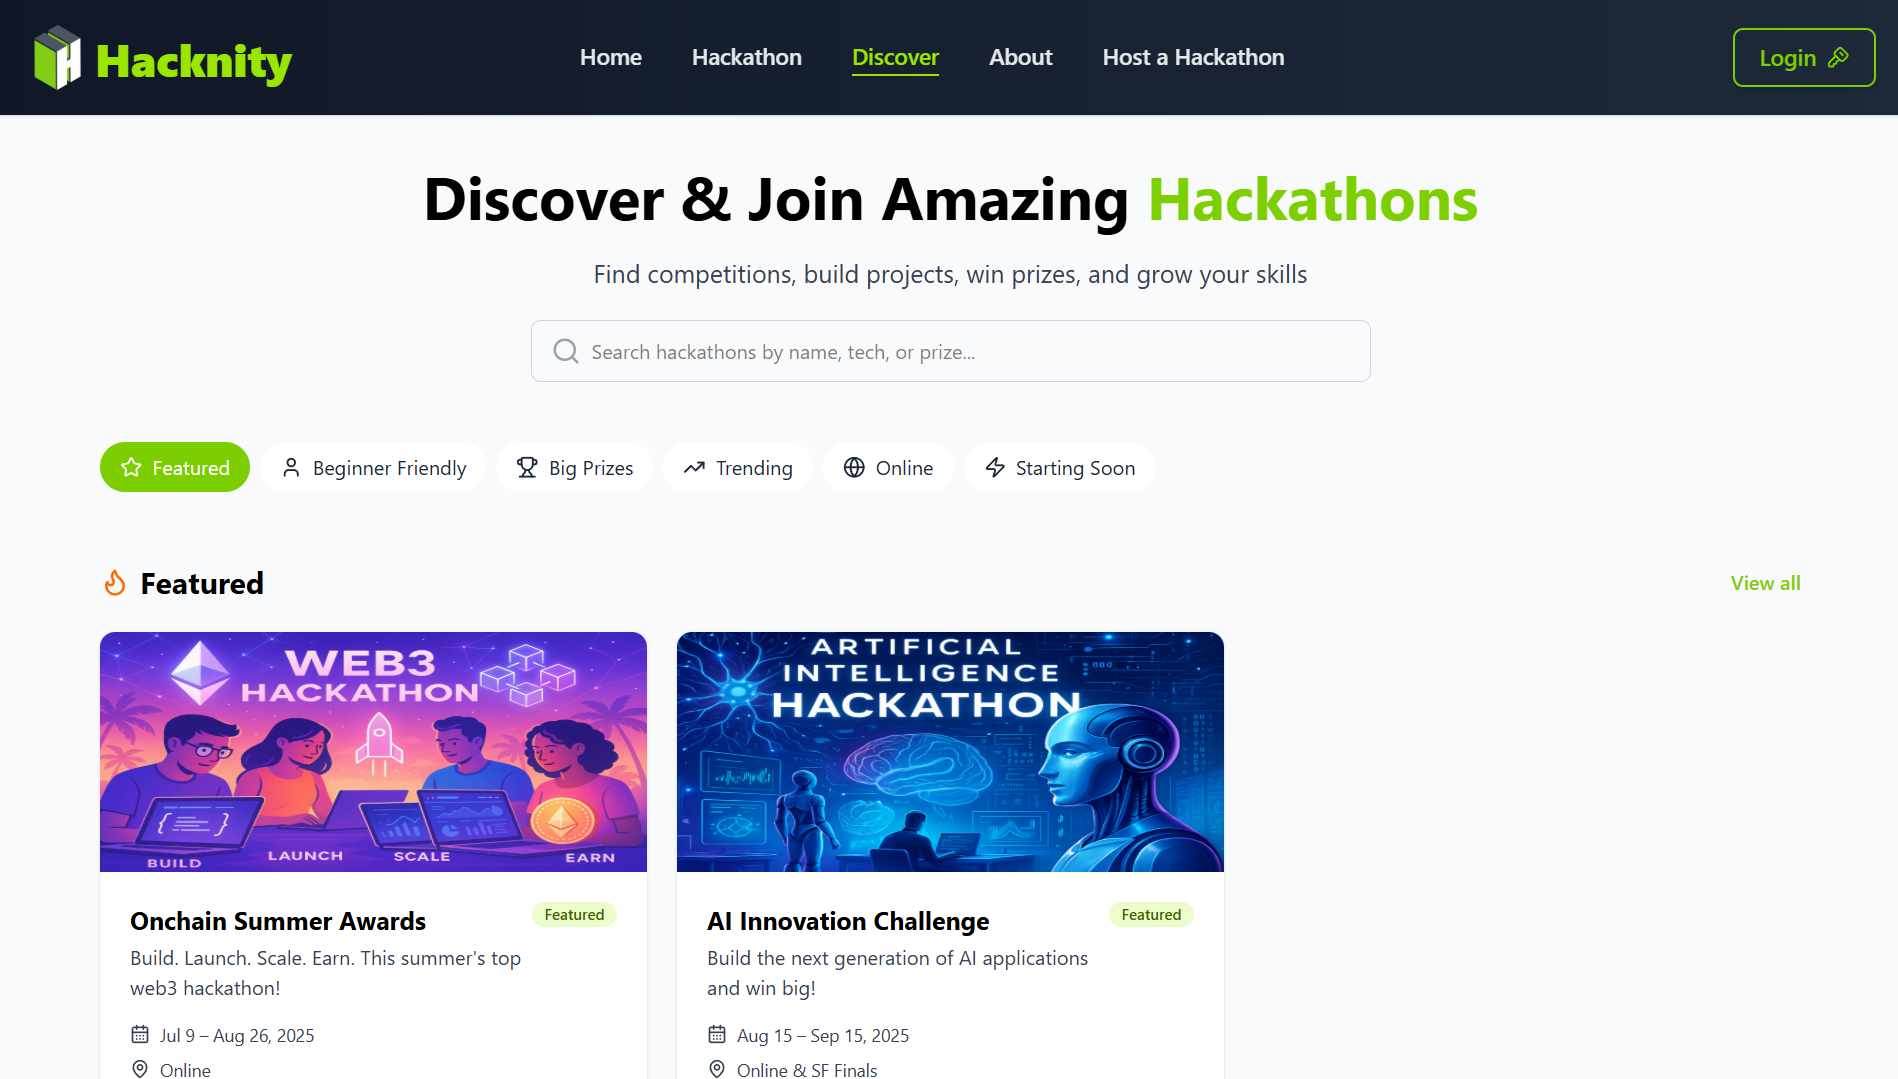 Hacknity
Home
Hackathon
Discover
About
Host a Hackathon
Login
Discover & Join Amazing Hackathons
Find competitions, build projects, win prizes, and grow your skills
Search hackathons by name, tech, or prize...
Featured
Beginner Friendly
Big Prizes
Trending
Online
Starting Soon
Featured
View all
WEB3
HACKATHON
BUILD
LAUNCH
SCALE
EARN
Onchain Summer Awards
Featured
Build. Launch. Scale. Earn. This summer's top
web3 hackathon!
Jul 9 – Aug 26, 2025
Online
ARTIFICIAL
INTELLIGENCE
HACKATHON
AI Innovation Challenge
Featured
Build the next generation of AI applications
and win big!
Aug 15 – Sep 15, 2025
Online & SF Finals